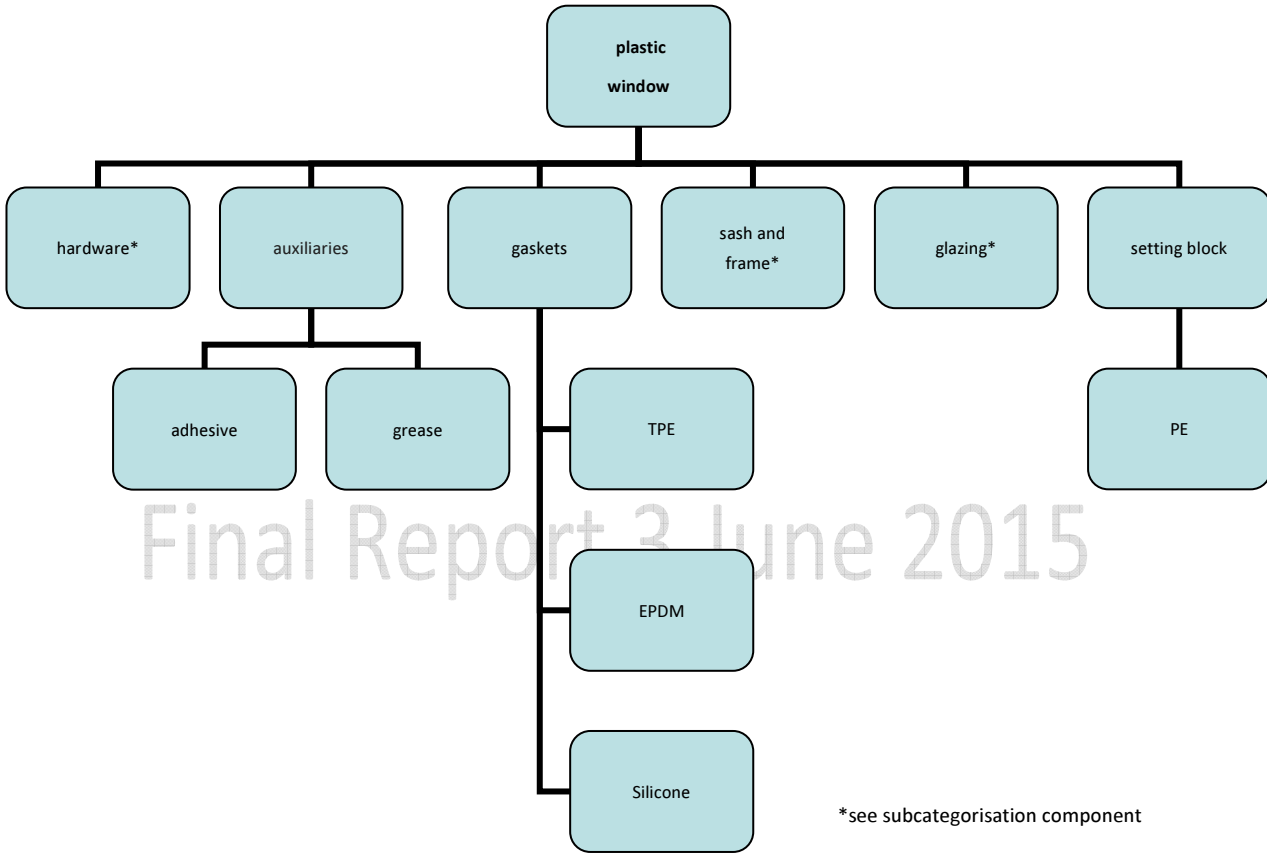 plastic
window
hardware*
auxiliaries
gaskets
sash and
frame*
glazing*
setting block
adhesive
grease
TPE
PE
Final Report 3 June 2015
EPDM
Silicone
*see subcategorisation component